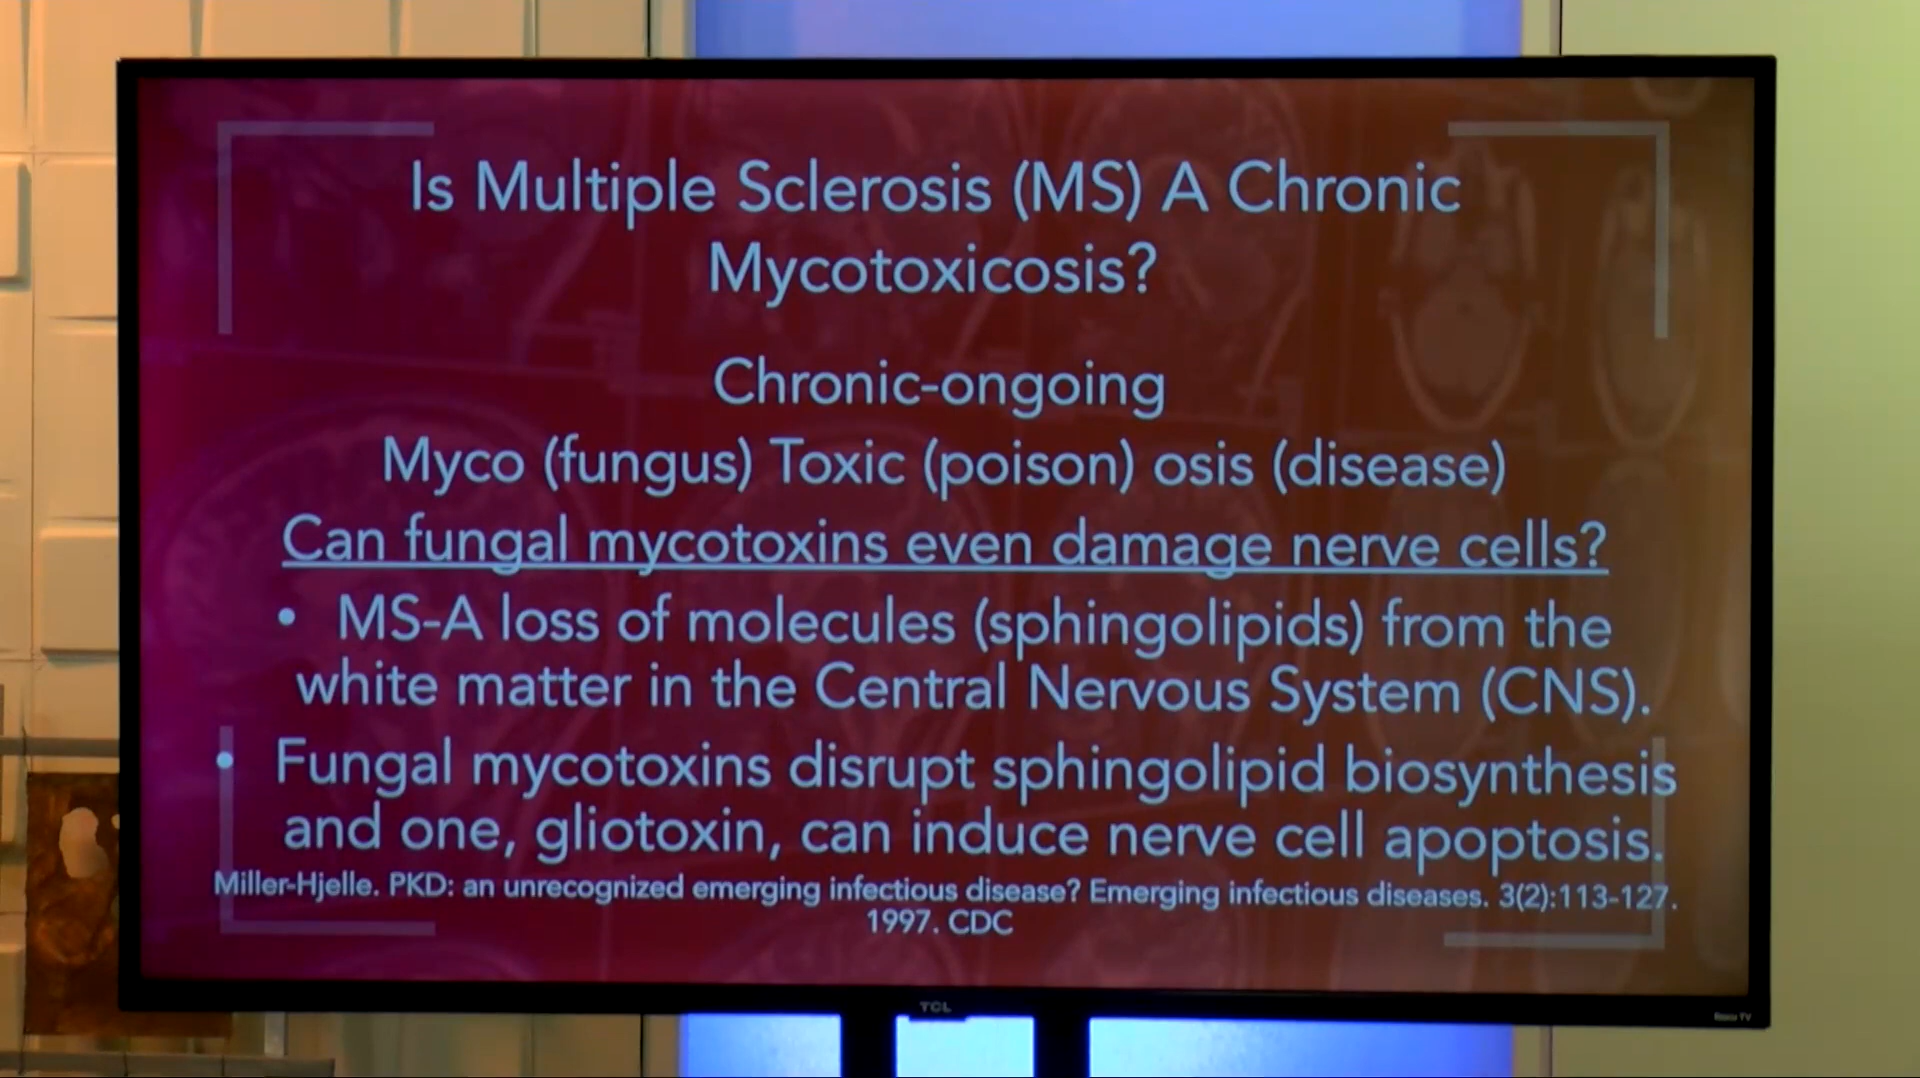 Is Multiple Sclerosis (MS) A Chronic
Mycotoxicosis?
Chronic-ongoing
Myco (fungus) Toxic (poison) osis (disease)
Can fungal mycotoxins even damage nerve cells?
• MS-A loss of molecules (sphingolipids) from the
white matter in the Central Nervous System (CNS).
• Fungal mycotoxins disrupt sphingolipid biosynthesis
and one, gliotoxin, can induce nerve cell apoptosis.
Miller-Hjelle. PKD: an unrecognized emerging infectious disease? Emerging infectious diseases. 3(2):113-127.
1997. CDC
TCL
Roku TV